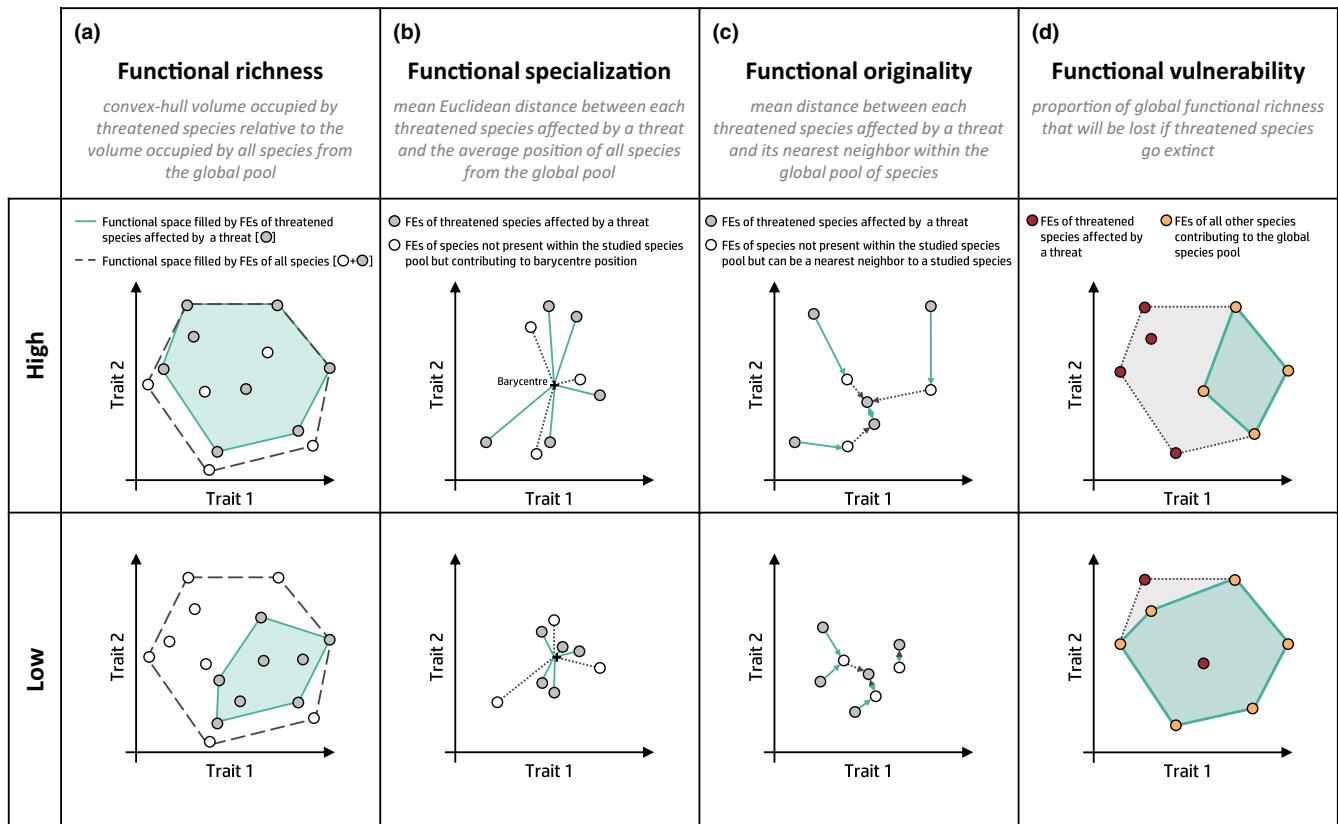 (a)
Functional richness
convex-hull volume occupied by
threatened species relative to the
volume occupied by all species from
the global pool
(b)
Functional specialization
mean Euclidean distance between each
threatened species affected by a threat
and the average position of all species
from the global pool
(c)
Functional originality
mean distance between each
threatened species affected by a threat
and its nearest neighbor within the
global pool of species
(d)
Functional vulnerability
proportion of global functional richness
that will be lost if threatened species
go extinct
High
Functional space filled by FEs of threatened
species affected by a threat [ ]
Functional space filled by FEs of all species [ + ]
Trait 2
Trait 1
FEs of threatened species affected by a threat
FEs of species not present within the studied species
pool but contributing to barycentre position
Barycentre
Trait 2
Trait 1
FEs of threatened species affected by a threat
FEs of species not present within the studied species
pool but can be a nearest neighbor to a studied species
Trait 2
Trait 1
FEs of threatened
species affected by
a threat
FEs of all other species
contributing to the global
species pool
Trait 2
Trait 1
Low
Trait 2
Trait 1
Trait 2
Trait 1
Trait 2
Trait 1
Trait 2
Trait 1